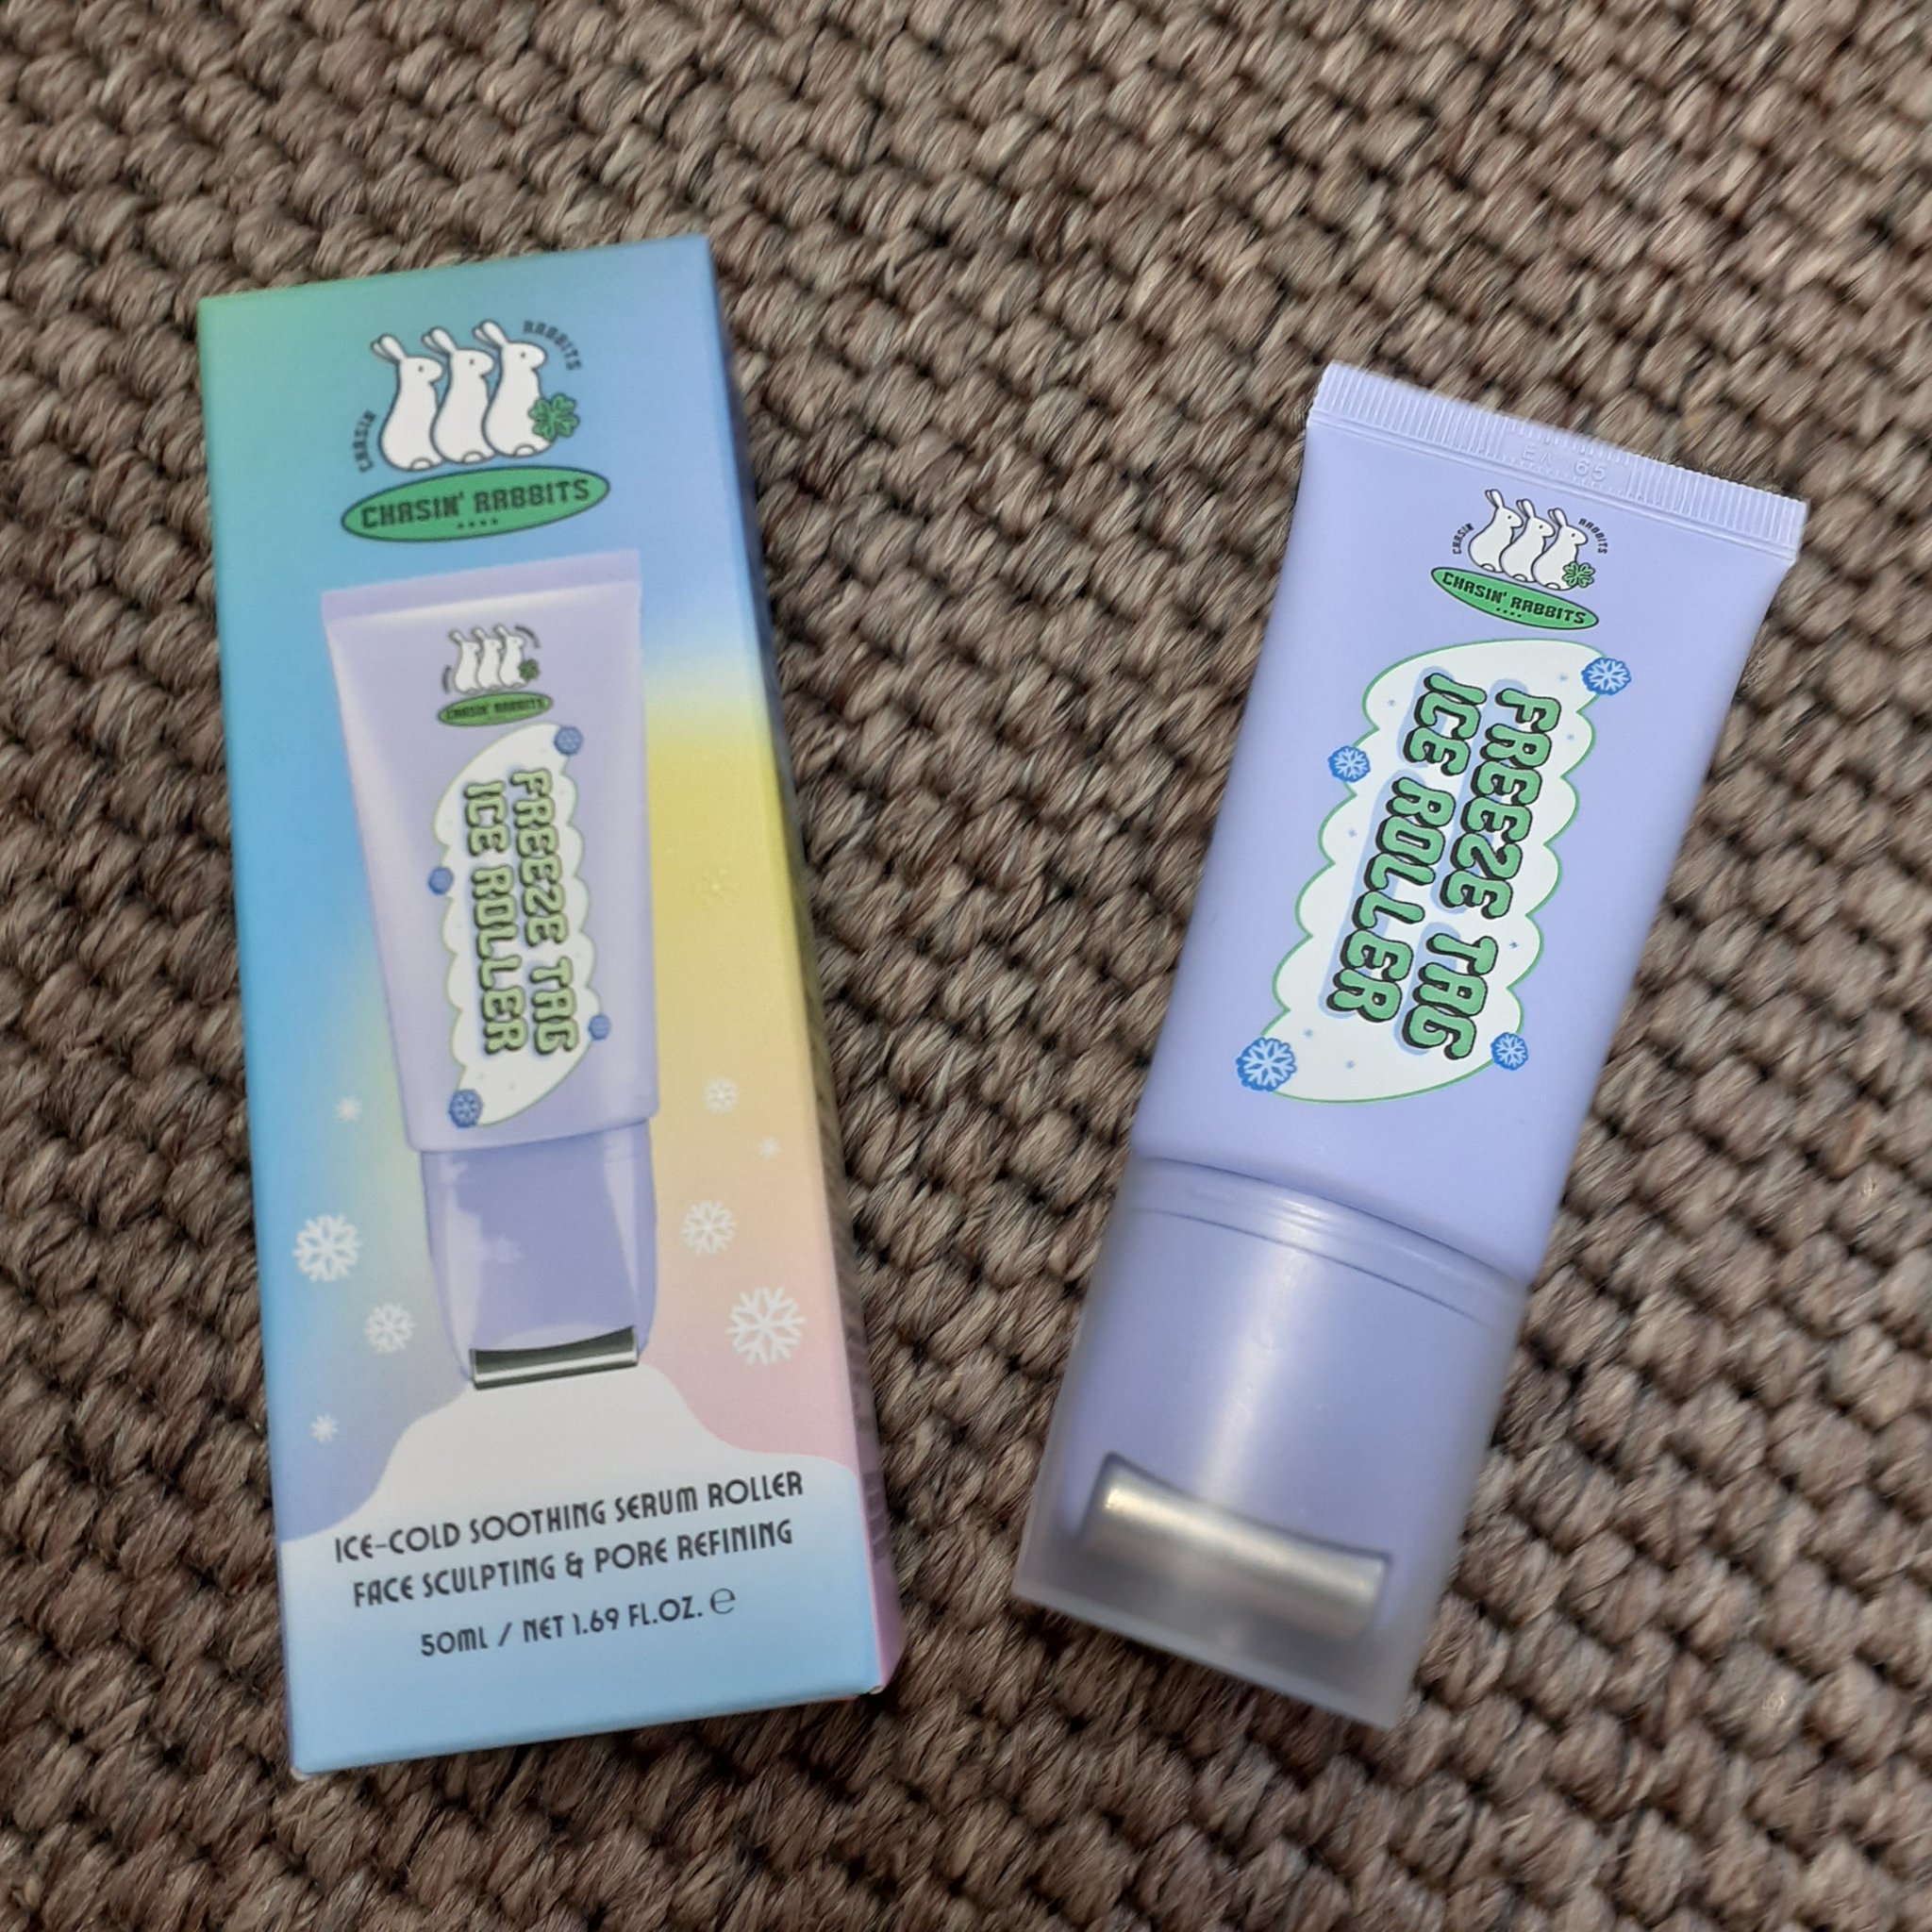 CHASIN RABBITS
CHASIN' RABBITS
CHASIN' RABBITS
FREEZE TAG
ICE ROLLER
ICE-COLD SOOTHING SERUM ROLLER
FACE SCULPTING & PORE REFINING
50ML / NET 1.69 FL.OZ. ℮
CHASIN RABBITS
CHASIN' RABBITS
FREEZE TAG
ICE ROLLER